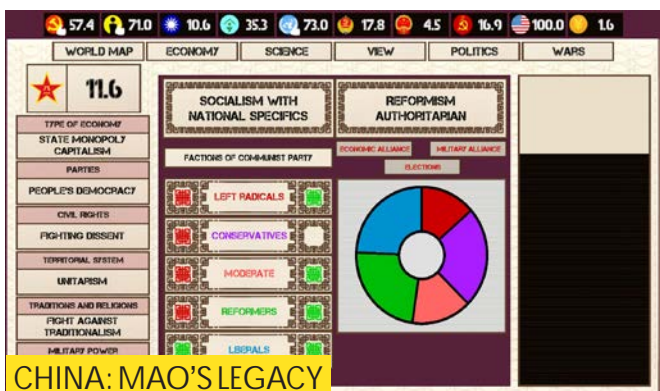 57.4 71.0 10.6 35.3 73.0 17.8 4.5 16.9 100.0 1.6
WORLD MAP ECONOMY SCIENCE VIEW POLITICS WARS
11.6
TYPE OF ECONOMY
STATE MONOPOLY
CAPITALISM
PARTIES
PEOPLE'S DEMOCRACY
CIVIL RIGHTS
FIGHTING DISSENT
TERRITORIAL SYSTEM
UNITARISM
TRADITIONS AND RELIGIONS
FIGHT AGAINST
TRADITIONALISM
MILITARY POWER
SOCIALISM WITH
NATIONAL SPECIFICS
FACTIONS OF COMMUNIST PARTY
LEFT RADICALS
CONSERVATIVES
MODERATE
REFORMERS
LIBERALS
REFORMISM
AUTHORITARIAN
ECONOMIC ALLIANCE MILITARY ALLIANCE
ELECTIONS
CHINA: MAO'S LEGACY